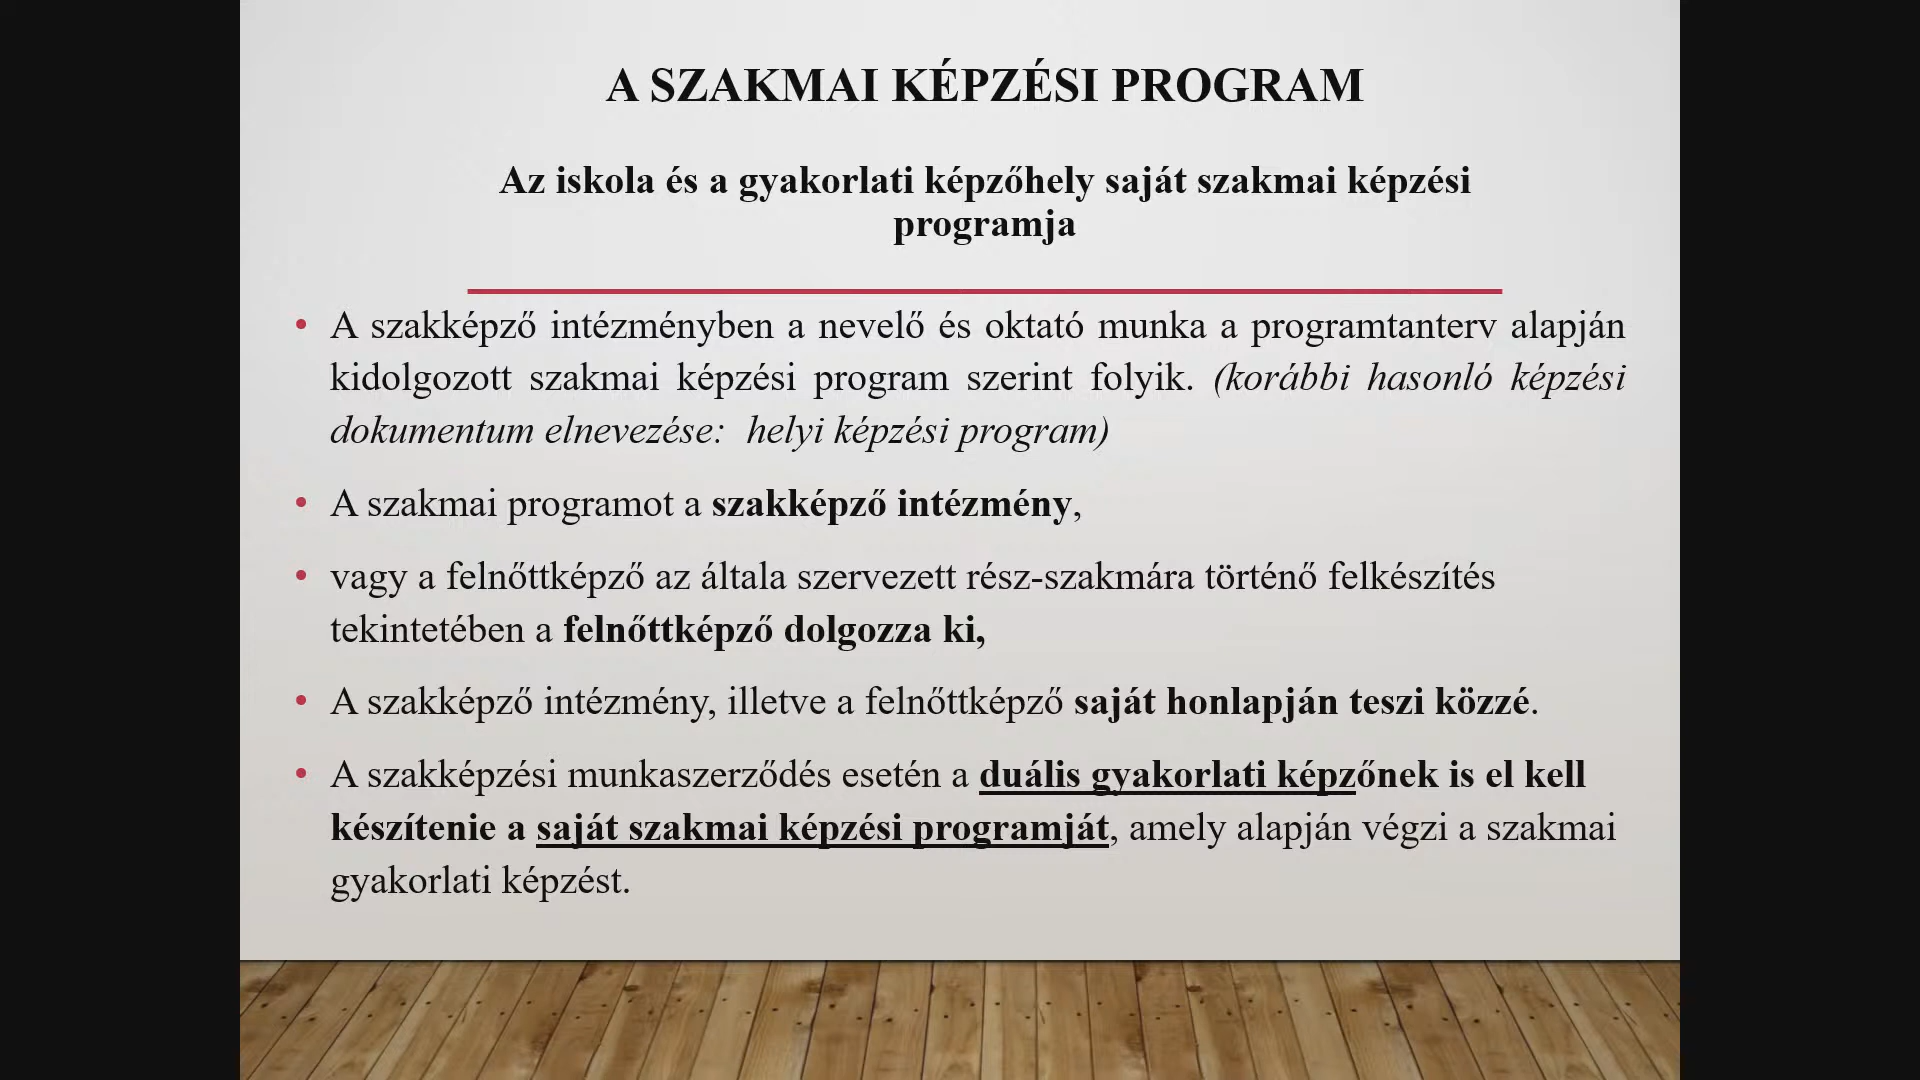 A SZAKMAI KÉPZÉSI PROGRAM
Az iskola és a gyakorlati képzőhely saját szakmai képzési
programja
• A szakképző intézményben a nevelő és oktató munka a programtanterv alapján
kidolgozott szakmai képzési program szerint folyik. (korábbi hasonló képzési
dokumentum elnevezése: helyi képzési program)
• A szakmai programot a szakképző intézmény,
• vagy a felnőttképző az általa szervezett rész-szakmára történő felkészítés
tekintetében a felnőttképző dolgozza ki,
• A szakképző intézmény, illetve a felnőttképző saját honlapján teszi közzé.
• A szakképzési munkaszerződés esetén a duális gyakorlati képzőnek is el kell
készítenie a saját szakmai képzési programját, amely alapján végzi a szakmai
gyakorlati képzést.